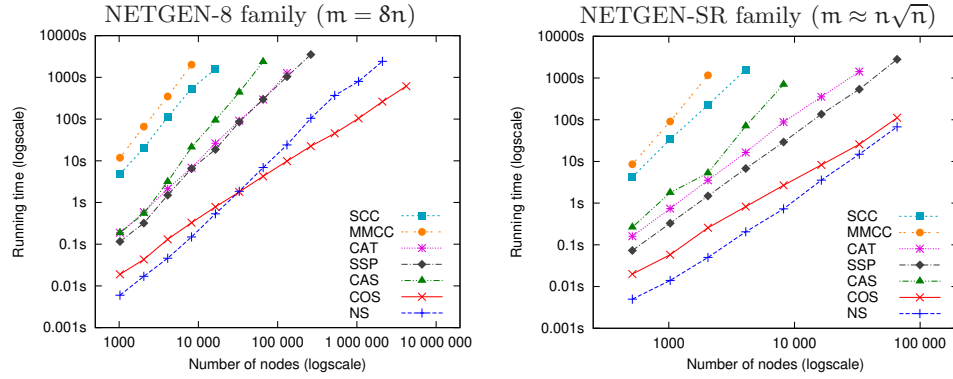 NETGEN-8 family (m = 8n)
10000s
1000s
100s
10s
1s
0.1s
0.01s
0.001s
Running time (logscale)
SCC
MMCC
CAT
SSP
CAS
COS
NS
1000 10 000 100 000 1 000 000 10 000 000
Number of nodes (logscale)
NETGEN-SR family (m ≈ n√n)
10000s
1000s
100s
10s
1s
0.1s
0.01s
0.001s
Running time (logscale)
SCC
MMCC
CAT
SSP
CAS
COS
NS
1000 10 000 100 000
Number of nodes (logscale)